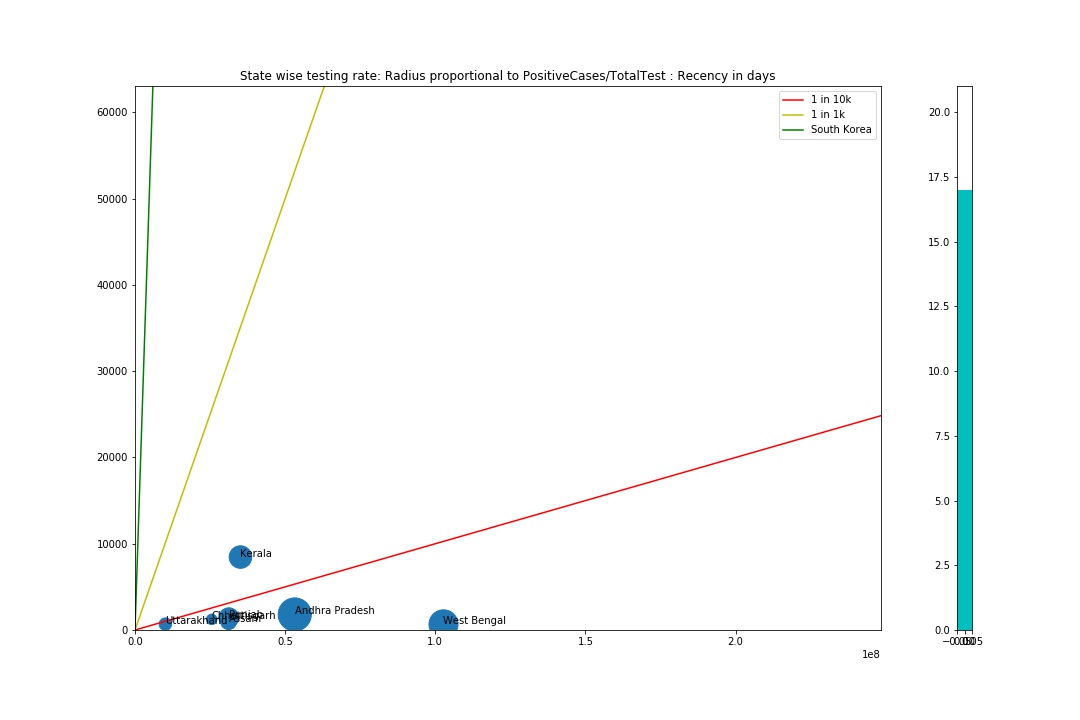 State wise testing rate: Radius proportional to PositiveCases/TotalTest : Recency in days
1 in 10k
1 in 1k
South Korea
60000
50000
40000
30000
20000
10000
0
0.0
0.5
1.0
1.5
2.0
1e8
Kerala
Andhra Pradesh
West Bengal
Uttarakhand
Punjab
Assam
20.0
17.5
15.0
12.5
10.0
7.5
5.0
2.5
0.0